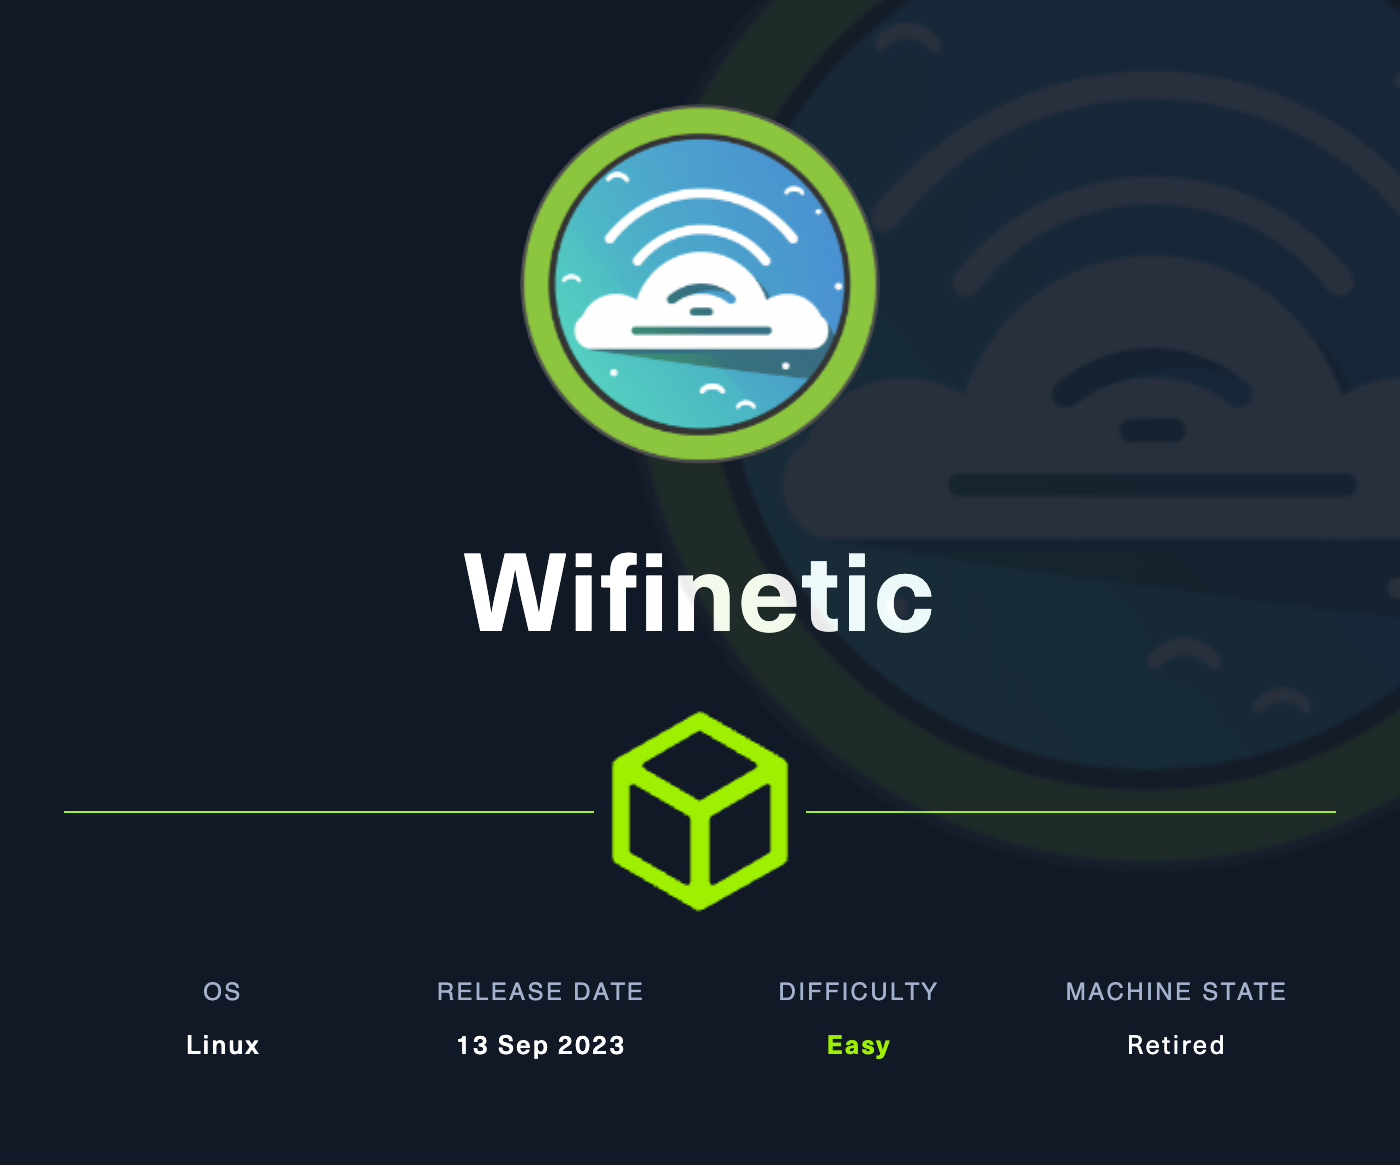 Wifinetic
OS
Linux
RELEASE DATE
13 Sep 2023
DIFFICULTY
Easy
MACHINE STATE
Retired